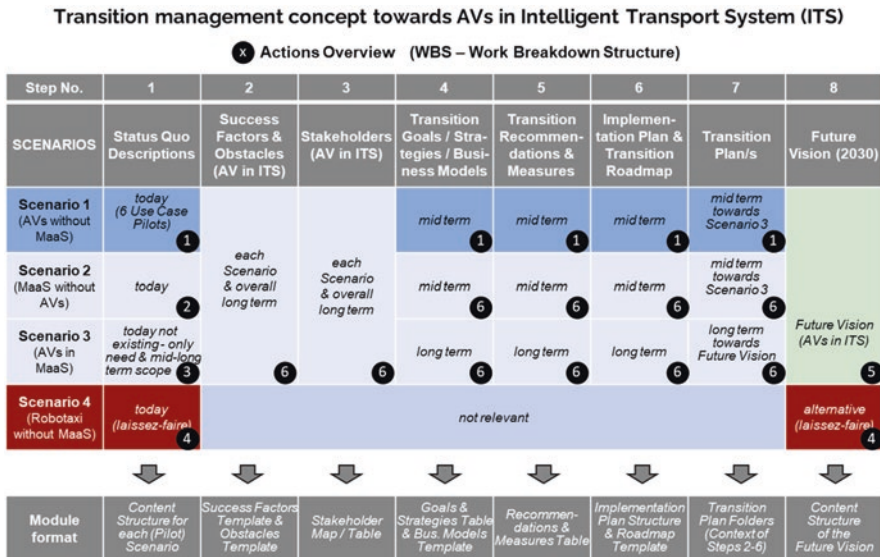 Transition management concept towards AVs in Intelligent Transport System (ITS)
x Actions Overview (WBS – Work Breakdown Structure)
Step No. 1 2 3 4 5 6 7 8
SCENARIOS
Status Quo
Descriptions
Success
Factors &
Obstacles
(AV in ITS)
Stakeholders
(AV in ITS)
Transition
Goals / Stra-
tegies / Busi-
ness Models
Transition
Recommen-
dations &
Measures
Implemen-
tation Plan &
Transition
Roadmap
Transition
Plan/s
Future
Vision (2030)
Scenario 1
(AVs without
MaaS)
today
(6 Use Case
Pilots)
1
mid term
1
mid term
1
mid term
1
mid term
towards
Scenario 3
1
Scenario 2
(MaaS without
AVs)
today
2
each
Scenario
& overall
long term
6
each
Scenario
& overall
long term
6
mid term
6
mid term
6
mid term
6
mid term
towards
Scenario 3
6
Scenario 3
(AVs in
MaaS)
today not
existing - only
need & mid-long
term scope
3
long term
6
long term
6
long term
6
long term
towards
Future Vision
6
Future Vision
(AVs in ITS)
5
Scenario 4
(Robotaxi
without MaaS)
today
(laissez-faire)
4
not relevant
alternative
(laissez-faire)
4
Module
format
Content
Structure for
each (Pilot)
Scenario
Success Factors
Template &
Obstacles
Template
Stakeholder
Map / Table
Goals &
Strategies Table
& Bus. Models
Template
Recommen-
dations &
Measures Table
Implementation
Plan Structure
& Roadmap
Template
Transition
Plan Folders
(Context of
Steps 2-6)
Content
Structure
of the
Future Vision